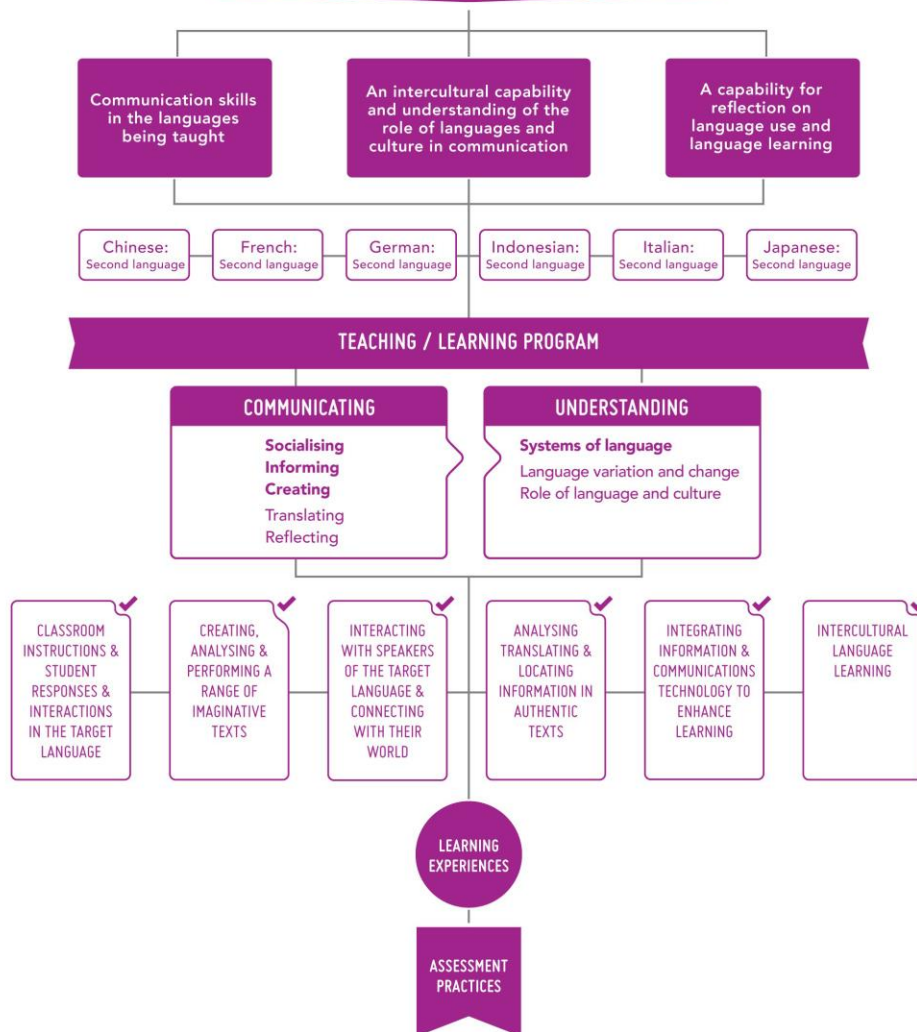 Communication skills
in the languages
being taught
An intercultural capability
and understanding of the
role of languages and
culture in communication
A capability for
reflection on
language use and
language learning
Chinese:
Second language
French:
Second language
German:
Second language
Indonesian:
Second language
Italian:
Second language
Japanese:
Second language
TEACHING / LEARNING PROGRAM
COMMUNICATING
Socialising
Informing
Creating
Translating
Reflecting
UNDERSTANDING
Systems of language
Language variation and change
Role of language and culture
CLASSROOM
INSTRUCTIONS &
STUDENT
RESPONSES &
INTERACTIONS
IN THE TARGET
LANGUAGE
CREATING,
ANALYSING &
PERFORMING A
RANGE OF
IMAGINATIVE
TEXTS
INTERACTING
WITH SPEAKERS
OF THE TARGET
LANGUAGE &
CONNECTING
WITH THEIR
WORLD
ANALYSING
TRANSLATING &
LOCATING
INFORMATION IN
AUTHENTIC
TEXTS
INTEGRATING
INFORMATION &
COMMUNICATIONS
TECHNOLOGY TO
ENHANCE
LEARNING
INTERCULTURAL
LANGUAGE
LEARNING
LEARNING
EXPERIENCES
ASSESSMENT
PRACTICES